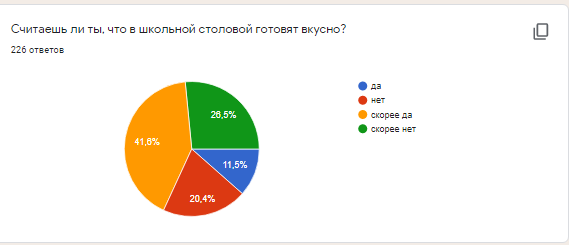 Считаешь ли ты, что в школьной столовой готовят вкусно?
226 ответов
да
нет
скорее да
скорее нет
26,5%
41,6%
11,5%
20,4%